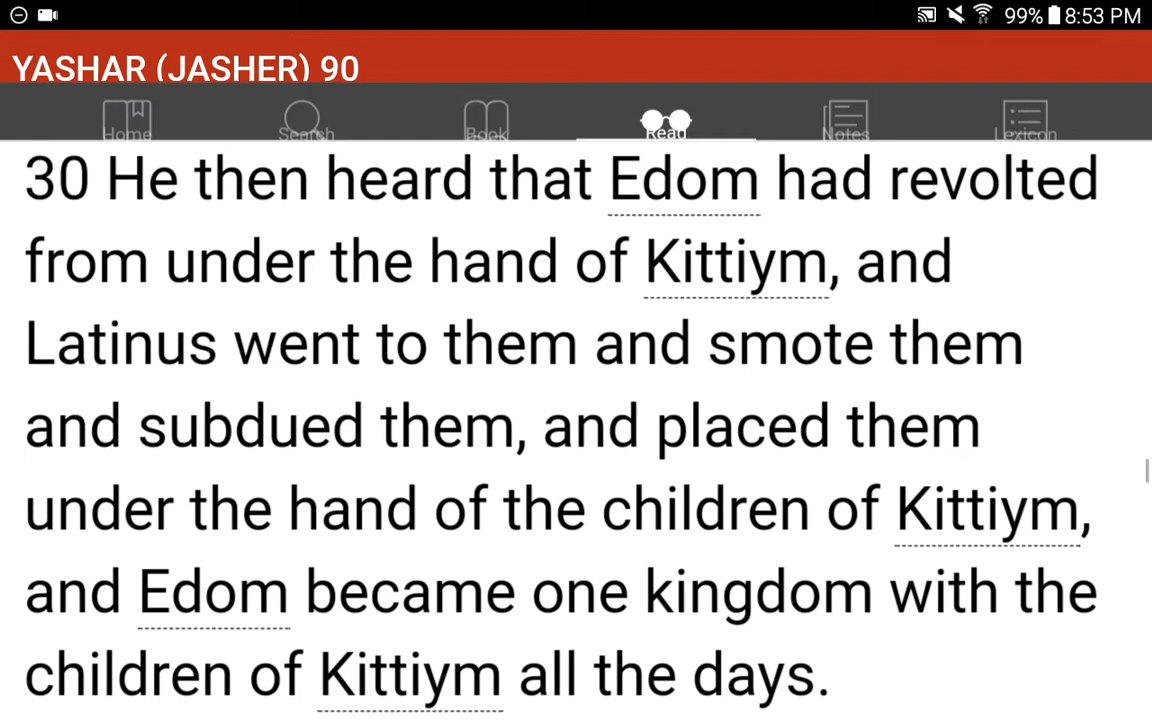 99% 8:53 PM
YASHAR (JASHER) 90
Home Search Book Read Notes Lexicon
30 He then heard that Edom had revolted
from under the hand of Kittiym, and
Latinus went to them and smote them
and subdued them, and placed them
under the hand of the children of Kittiym,
and Edom became one kingdom with the
children of Kittiym all the days.